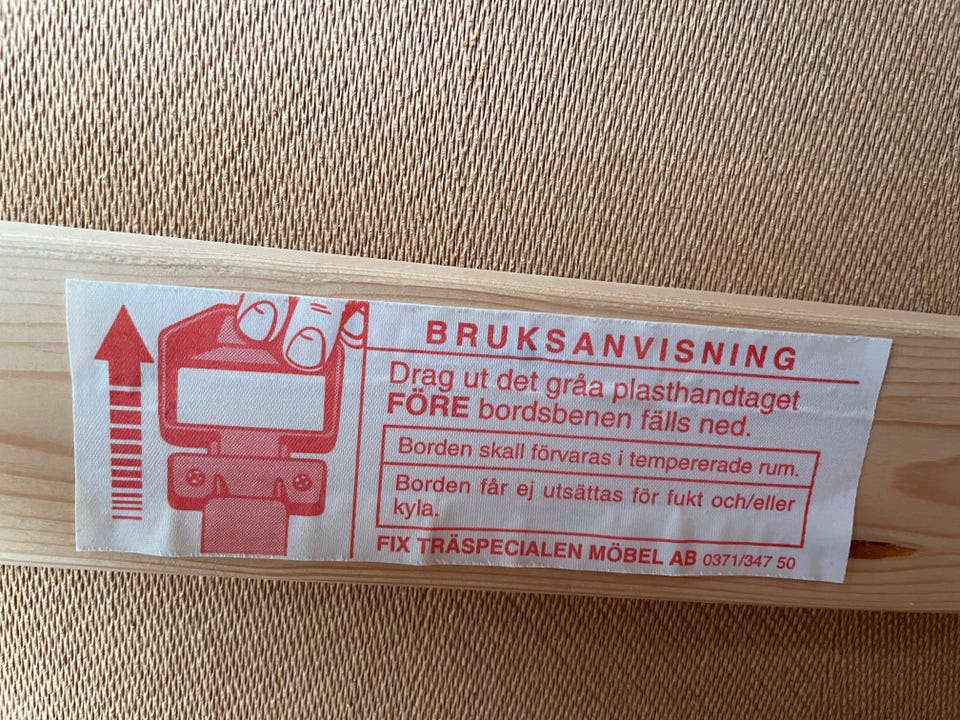 BRUKSANVISNING
Drag ut det gråa plasthandtaget
FÖRE bordsbenen fälls ned.
Borden skall förvaras i tempererade rum.
Borden får ej utsättas för fukt och/eller
kyla.
FIX TRÄSPECIALEN MÖBEL AB 0371/347 50